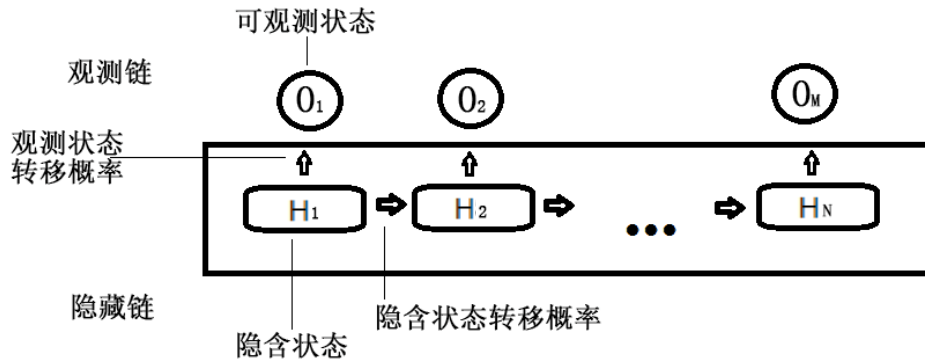 可观测状态
观测链
O1 O2 OM
观测状态
转移概率
H1 H2 ••• HN
隐藏链
隐含状态转移概率
隐含状态